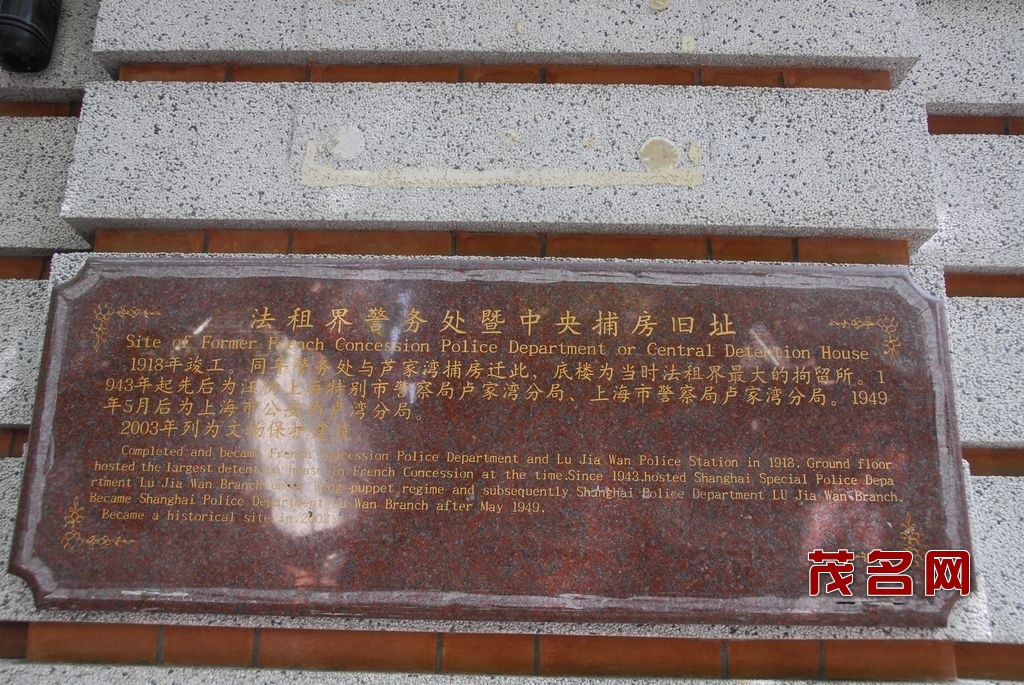 法租界警务处暨中央捕房旧址
Site of Former French Concession Police Department or Central Detention House
1918年竣工。同年警务处与卢家湾捕房迁此，底楼为当时法租界最大的拘留所。1
943年起先后为汪伪上海特别市警察局卢家湾分局、上海市警察局卢家湾分局。1949
年5月后为上海市公安局卢湾分局。
2003年列为文物保护建筑
Completed and became French Concession Police Department and Lu Jia Wan Police Station in 1918. Ground floor
hosted the largest detention house in French Concession at the time.Since 1943.hosted Shanghai Special Police Depa
rtment Lu Jia Wan Branch under Wang-puppet regime and subsequently Shanghai Police Department LU Jia Wan Branch.
Became Shanghai Police Department Lu Wan Branch after May 1949.
Became a historical site in 2003
茂名网